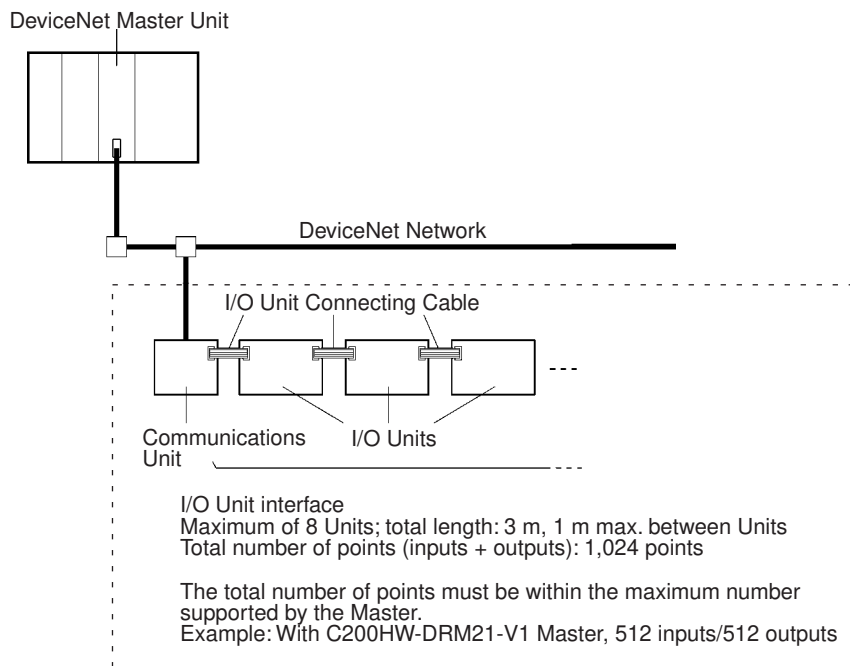 DeviceNet Master Unit
DeviceNet Network
I/O Unit Connecting Cable
Communications
Unit
I/O Units
I/O Unit interface
Maximum of 8 Units; total length: 3 m, 1 m max. between Units
Total number of points (inputs + outputs): 1,024 points
The total number of points must be within the maximum number
supported by the Master.
Example: With C200HW-DRM21-V1 Master, 512 inputs/512 outputs